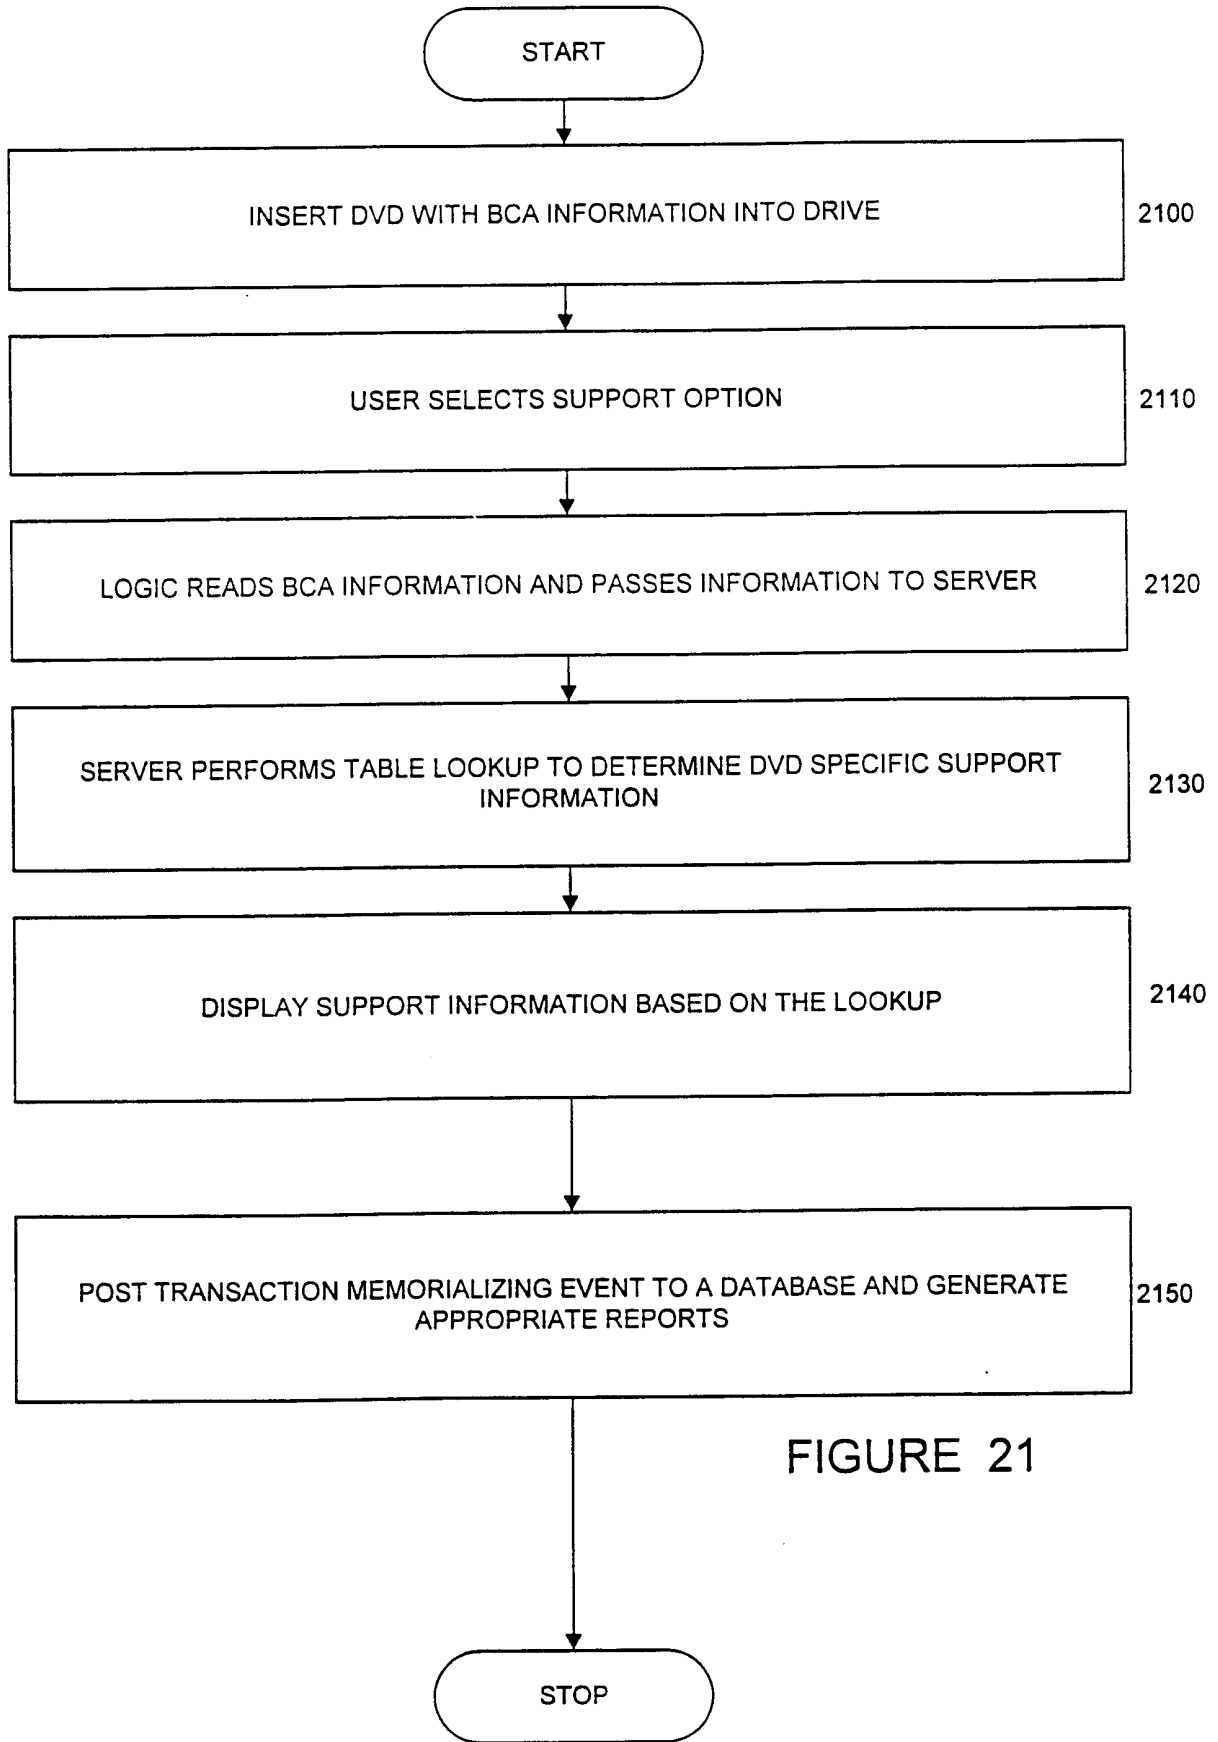 START
INSERT DVD WITH BCA INFORMATION INTO DRIVE
2100
USER SELECTS SUPPORT OPTION
2110
LOGIC READS BCA INFORMATION AND PASSES INFORMATION TO SERVER
2120
SERVER PERFORMS TABLE LOOKUP TO DETERMINE DVD SPECIFIC SUPPORT
INFORMATION
2130
DISPLAY SUPPORT INFORMATION BASED ON THE LOOKUP
2140
POST TRANSACTION MEMORIALIZING EVENT TO A DATABASE AND GENERATE
APPROPRIATE REPORTS
2150
FIGURE 21
STOP